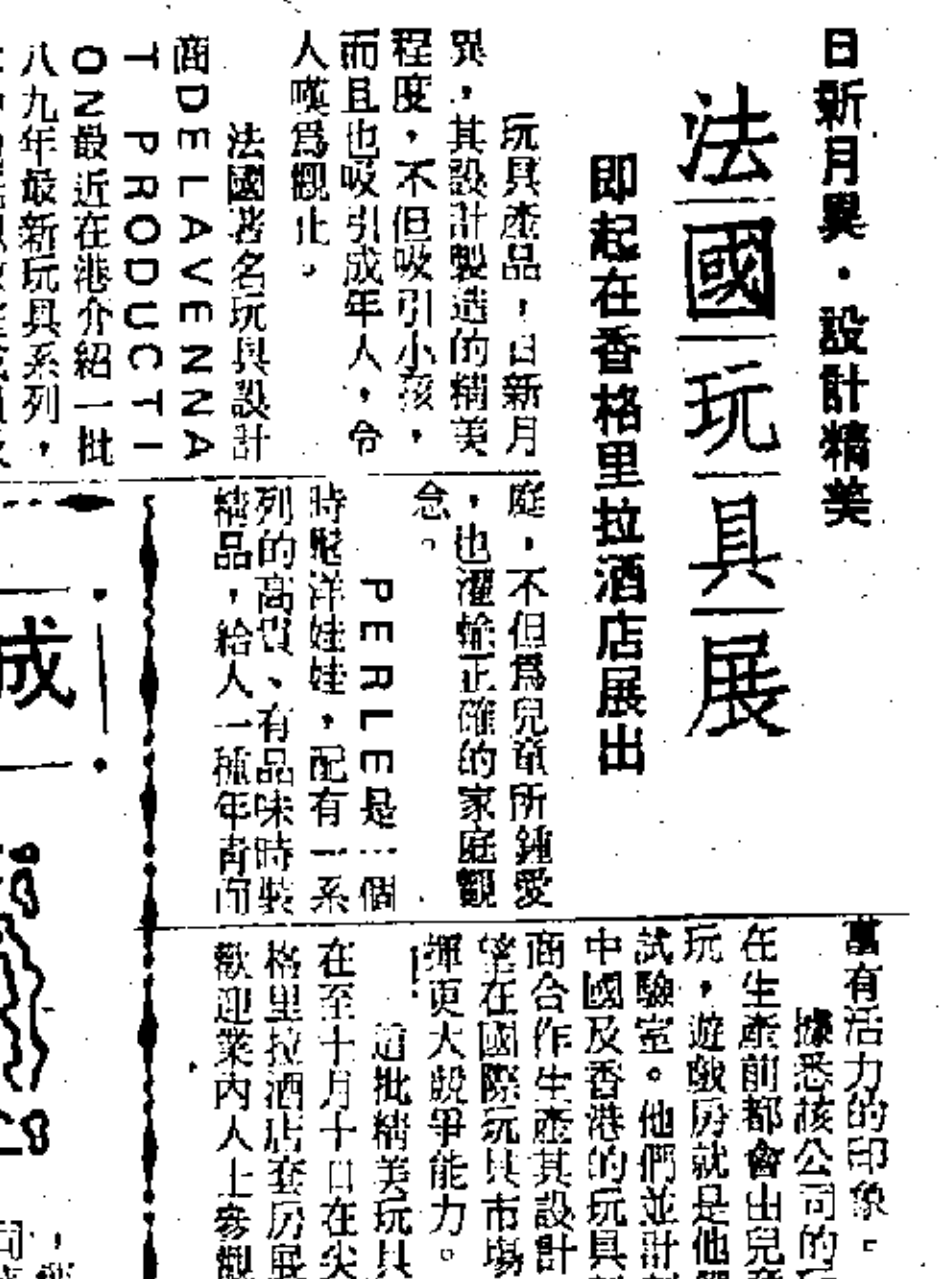 日新月異·設計精美
法國玩具展
即起在香格里拉酒店展出
玩具產品，日新月
異，其設計製造的精美
程度，不但吸引小孩，
而且也吸引成年人，令
人嘆爲觀止。
法國著名玩具設計
商DELAVENNA
T PRODUCTI
ON最近在港介紹一批
八九年最新玩具系列，
庭，不但爲兒童所鍾愛
，也灌輸正確的家庭觀
念。
PERLE是一個
時髦洋娃娃，配有一系
列的高貴、有品味時裝
精品，給人一種年青而
富有活力的印象。
據悉該公司的
在生產前都會由兒童
玩，遊戲房就是他
試驗室。他們並計
中國及香港的玩具
商合作生產其設計
望在國際玩具市場
揮更大競爭能力。
這批精美玩具
在至十月十日在尖
格里拉酒店套房展
歡迎業內人士參觀
成